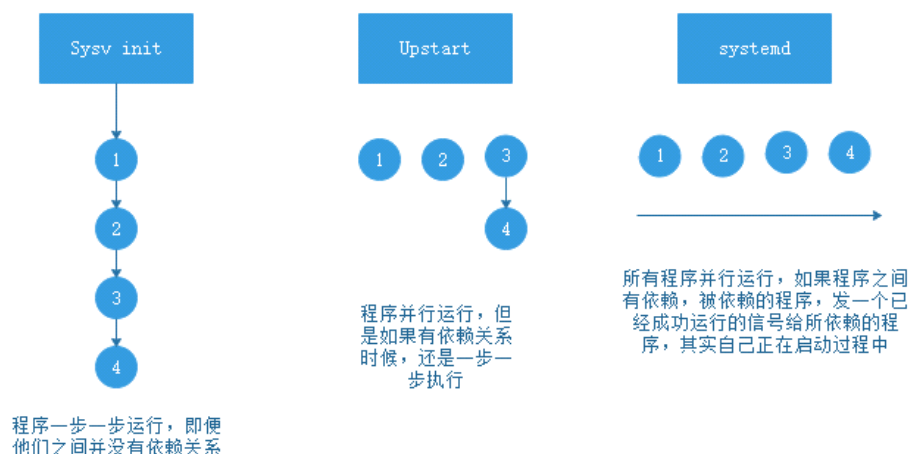 Sysv init
Upstart
systemd
1
2
3
4
1
2
3
4
1
2
3
4
程序一步一步运行，即便
他们之间并没有依赖关系
程序并行运行，但
是如果有依赖关系
时候，还是一步一
步执行
所有程序并行运行，如果程序之间
有依赖，被依赖的程序，发一个已
经成功运行的信号给所依赖的程
序，其实自己正在启动过程中